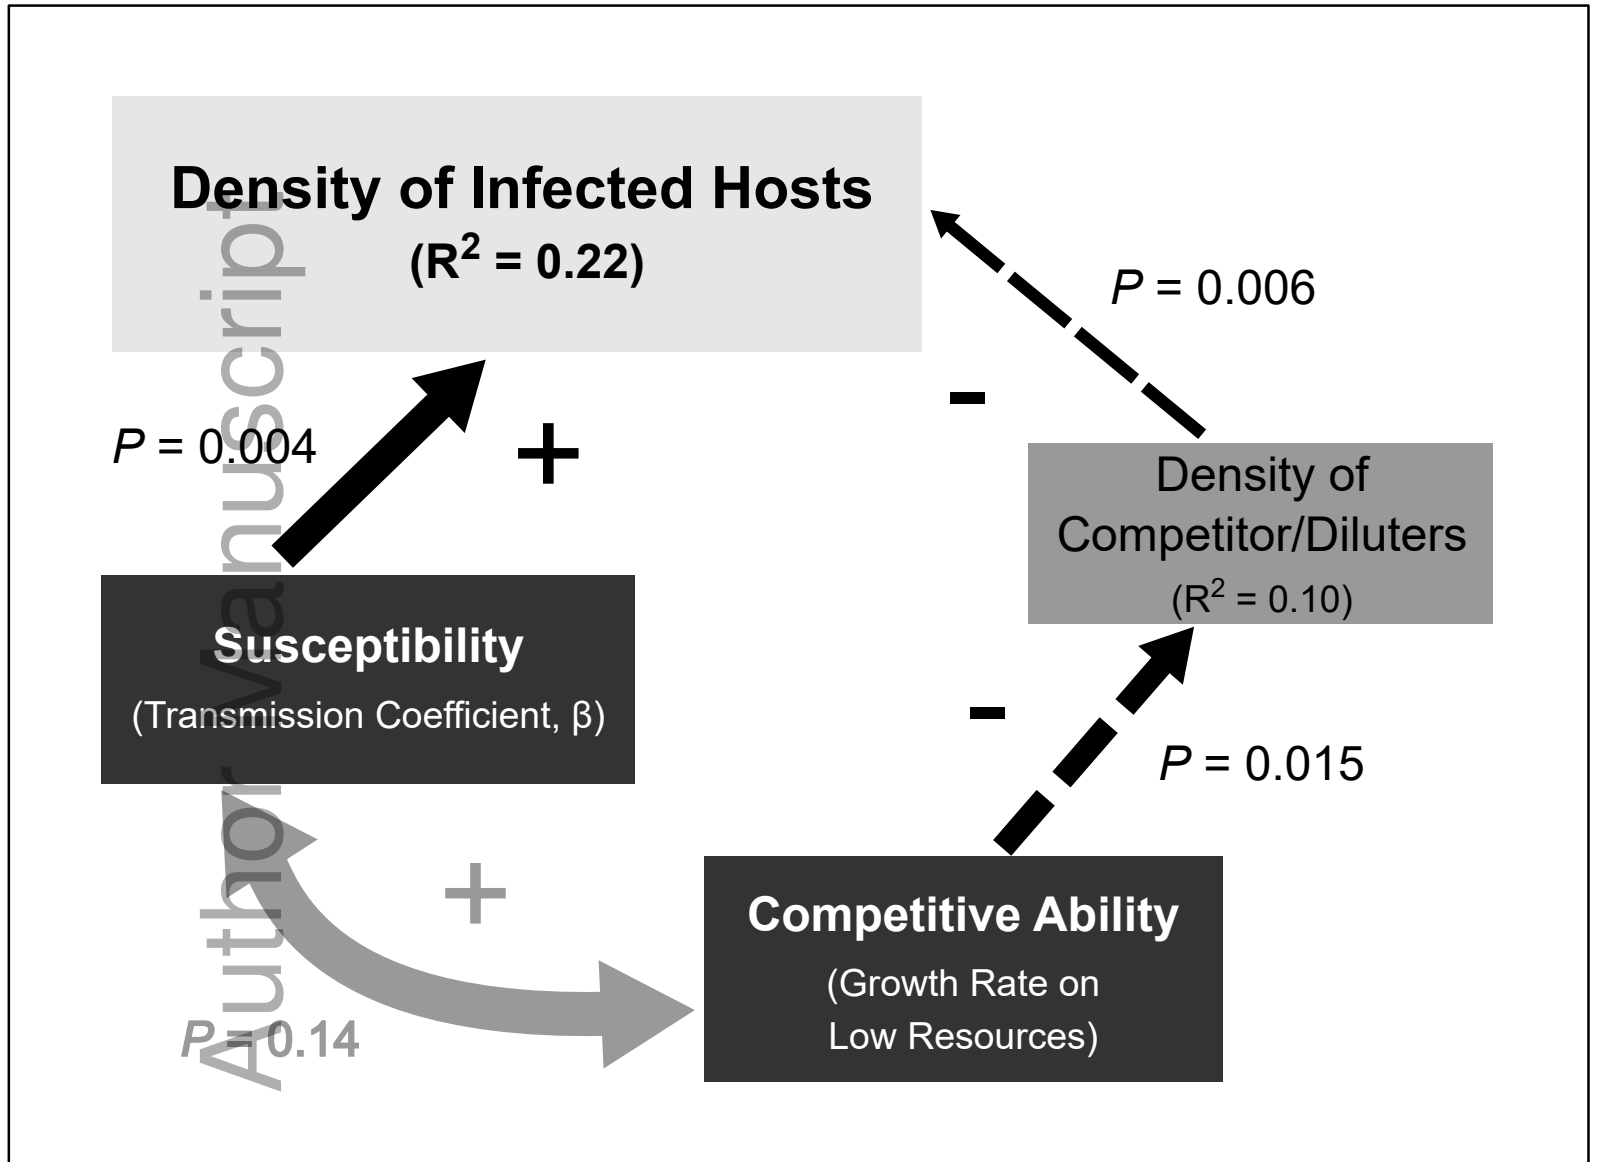 Density of Infected Hosts
(R² = 0.22)
P = 0.006
-
P = 0.004
+
Density of
Competitor/Diluters
(R² = 0.10)
Susceptibility
(Transmission Coefficient, β)
-
P = 0.015
+
Competitive Ability
(Growth Rate on
Low Resources)
P = 0.14
Author Manuscript